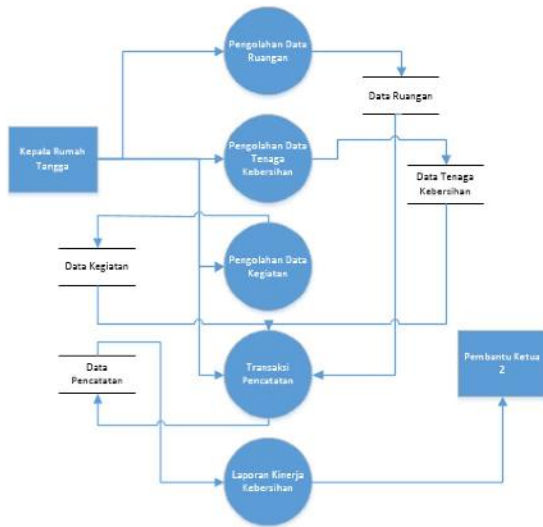 Pengolahan Data
Ruangan
Data Ruangan
Kepala Rumah
Tangga
Pengolahan Data
Tenaga
Kebersihan
Data Tenaga
Kebersihan
Data Kegiatan
Pengolahan Data
Kegiatan
Data
Pencatatan
Transaksi
Pencatatan
Pembantu Ketua
2
Laporan Kinerja
Kebersihan